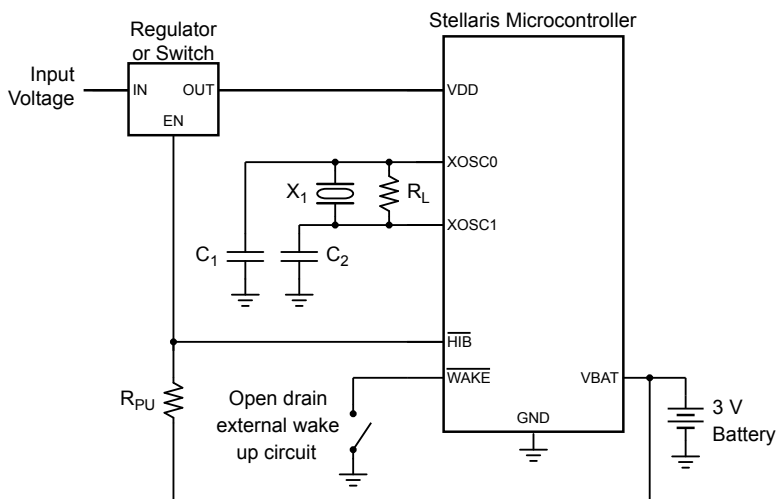 Stellaris Microcontroller
Regulator
or Switch
Input
Voltage
IN OUT
EN
VDD
XOSC0
X1
RL
XOSC1
C1
C2
HIB
WAKE
VBAT
RPU
Open drain
external wake
up circuit
GND
3 V
Battery